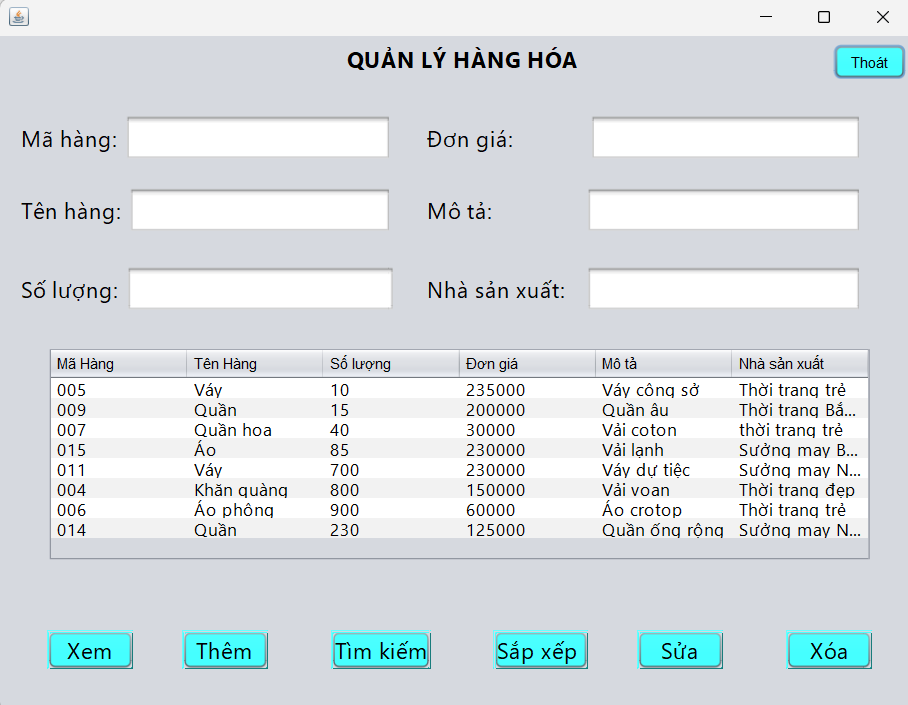 QUẢN LÝ HÀNG HÓA
Thoát
Mã hàng: Đơn giá:
Tên hàng: Mô tả:
Số lượng: Nhà sản xuất:
Mã Hàng Tên Hàng Số lượng Đơn giá Mô tả Nhà sản xuất
005 Váy 10 235000 Váy công sở Thời trang trẻ
009 Quần 15 200000 Quần âu Thời trang Bắ...
007 Quần hoa 40 30000 Vải coton thời trang trẻ
015 Áo 85 230000 Vải lạnh Sưởng may B...
011 Váy 700 230000 Váy dự tiệc Sưởng may N...
004 Khăn quàng 800 150000 Vải voan Thời trang đẹp
006 Áo phông 900 60000 Áo crotop Thời trang trẻ
014 Quần 230 125000 Quần ống rộng Sưởng may N...
Xem Thêm Tìm kiếm Sắp xếp Sửa Xóa